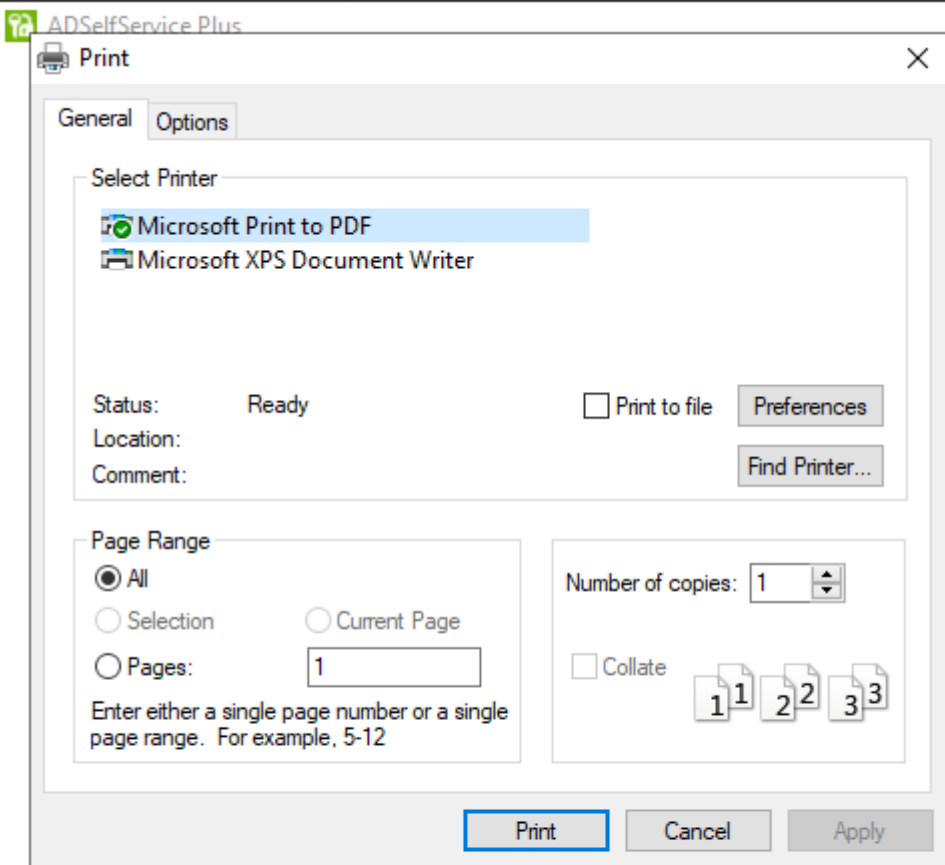 ADSelfService Plus
Print
General Options
Select Printer
Microsoft Print to PDF
Microsoft XPS Document Writer
Status: Ready
Print to file Preferences
Location:
Comment:
Find Printer...
Page Range
All
Selection Current Page
Pages: 1
Enter either a single page number or a single
page range. For example, 5-12
Number of copies: 1
Collate
1 1 2 2 3 3
Print Cancel Apply